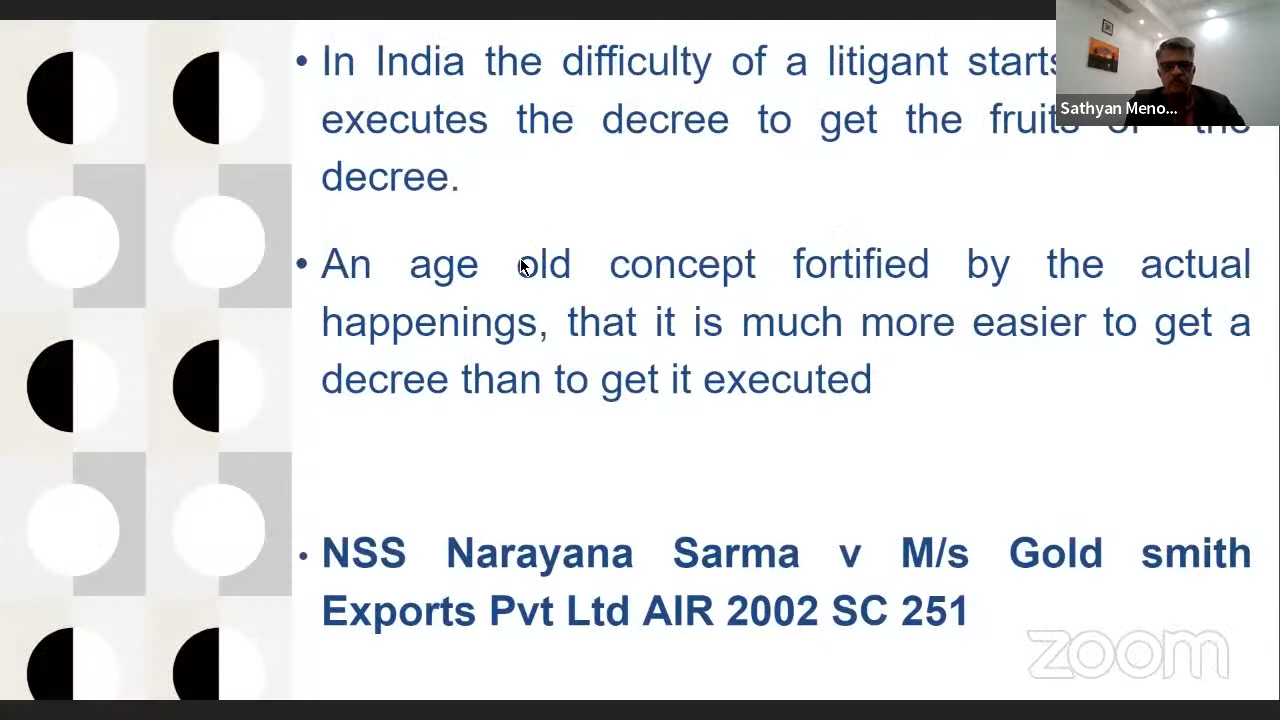 • In India the difficulty of a litigant starts
executes the decree to get the fruits of the
decree.
• An age old concept fortified by the actual
happenings, that it is much more easier to get a
decree than to get it executed
• NSS Narayana Sarma v M/s Gold smith
Exports Pvt Ltd AIR 2002 SC 251
Sathyan Meno...
zoom